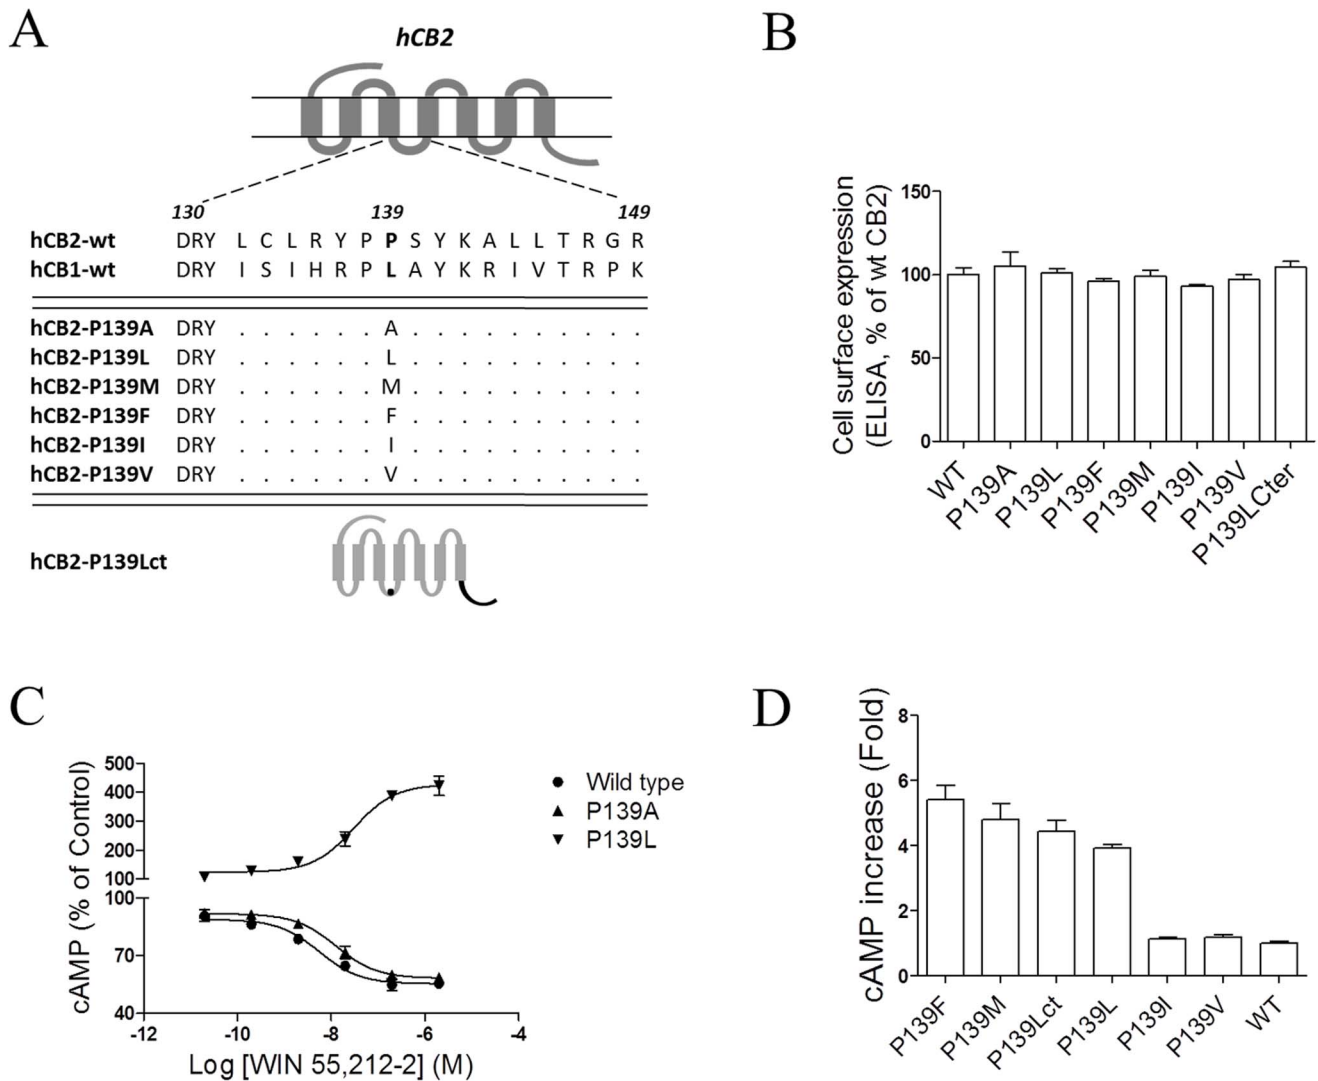 A
hCB2
130 139 149
hCB2-wt DRY L C L R Y P P S Y K A L L T R G R
hCB1-wt DRY I S I H R P L A Y K R I V T R P K
hCB2-P139A DRY . . . . . . A . . . . . . . . . .
hCB2-P139L DRY . . . . . . L . . . . . . . . . .
hCB2-P139M DRY . . . . . . M . . . . . . . . . .
hCB2-P139F DRY . . . . . . F . . . . . . . . . .
hCB2-P139I DRY . . . . . . I . . . . . . . . . .
hCB2-P139V DRY . . . . . . V . . . . . . . . . .
hCB2-P139Lct
B
Cell surface expression
(ELISA, % of wt CB2)
150
100
50
0
WT P139A P139L P139F P139M P139I P139V P139LCter
C
cAMP (% of Control)
500
400
300
200
100
100
70
40
-12 -10 -8 -6 -4
Log [WIN 55,212-2] (M)
Wild type
P139A
P139L
D
cAMP increase (Fold)
8
6
4
2
0
P139F P139M P139Lct P139L P139I P139V WT